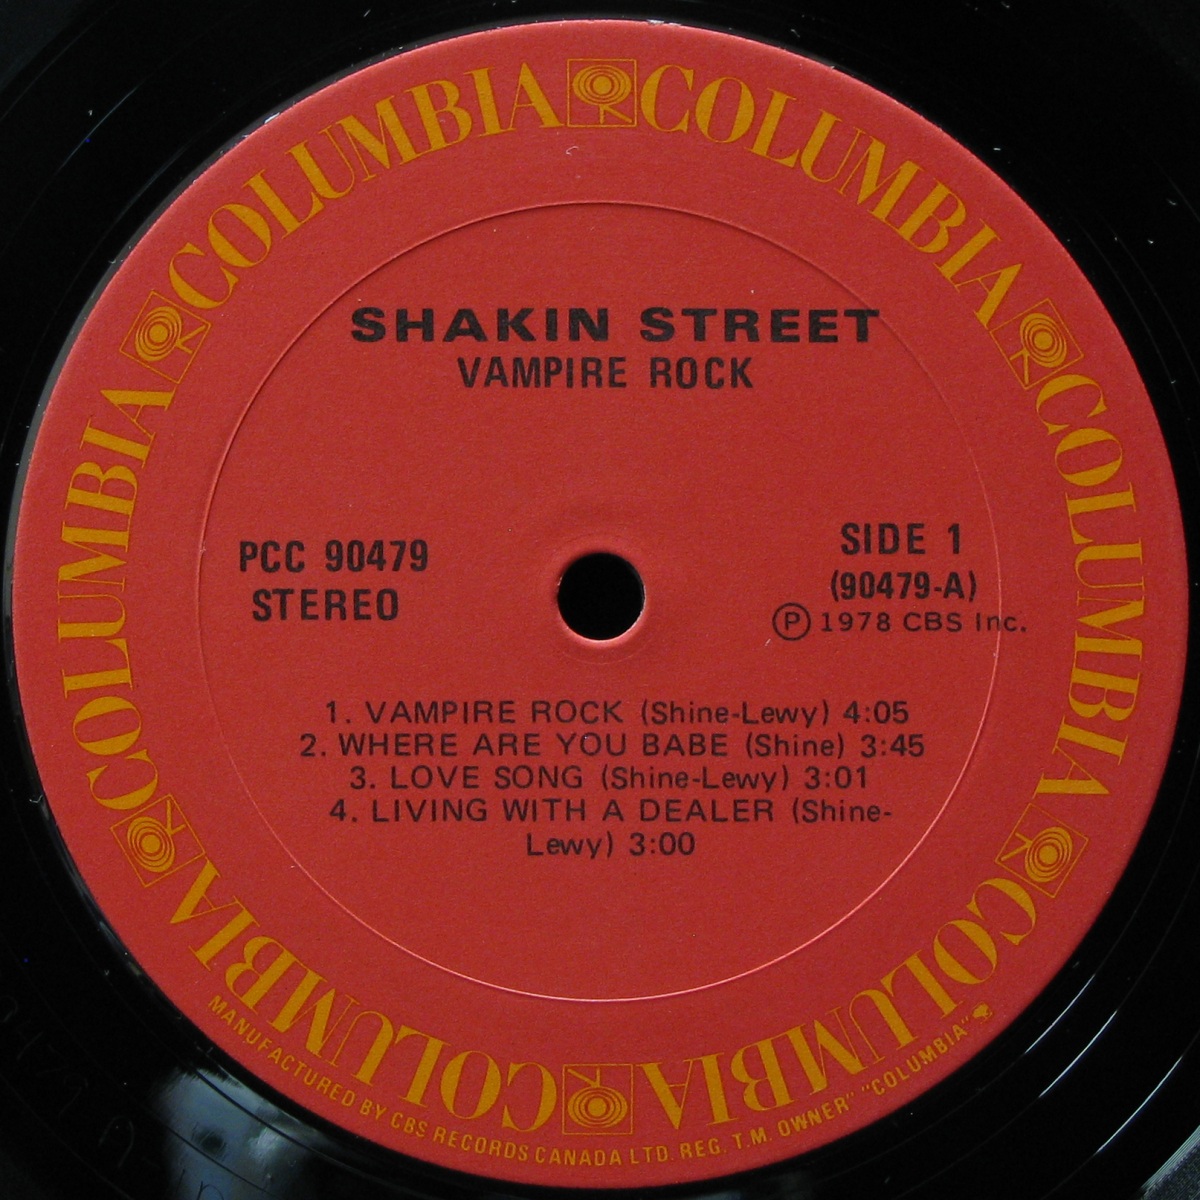 COLUMBIA COLUMBIA COLUMBIA COLUMBIA COLUMBIA COLUMBIA
SHAKIN STREET
VAMPIRE ROCK
PCC 90479
STEREO
SIDE 1
(90479-A)
Ⓟ 1978 CBS Inc.
1. VAMPIRE ROCK (Shine-Lewy) 4:05
2. WHERE ARE YOU BABE (Shine) 3:45
3. LOVE SONG (Shine-Lewy) 3:01
4. LIVING WITH A DEALER (Shine-
Lewy) 3:00
MANUFACTURED BY CBS RECORDS CANADA LTD. REG. T.M. OWNER" "COLUMBIA"